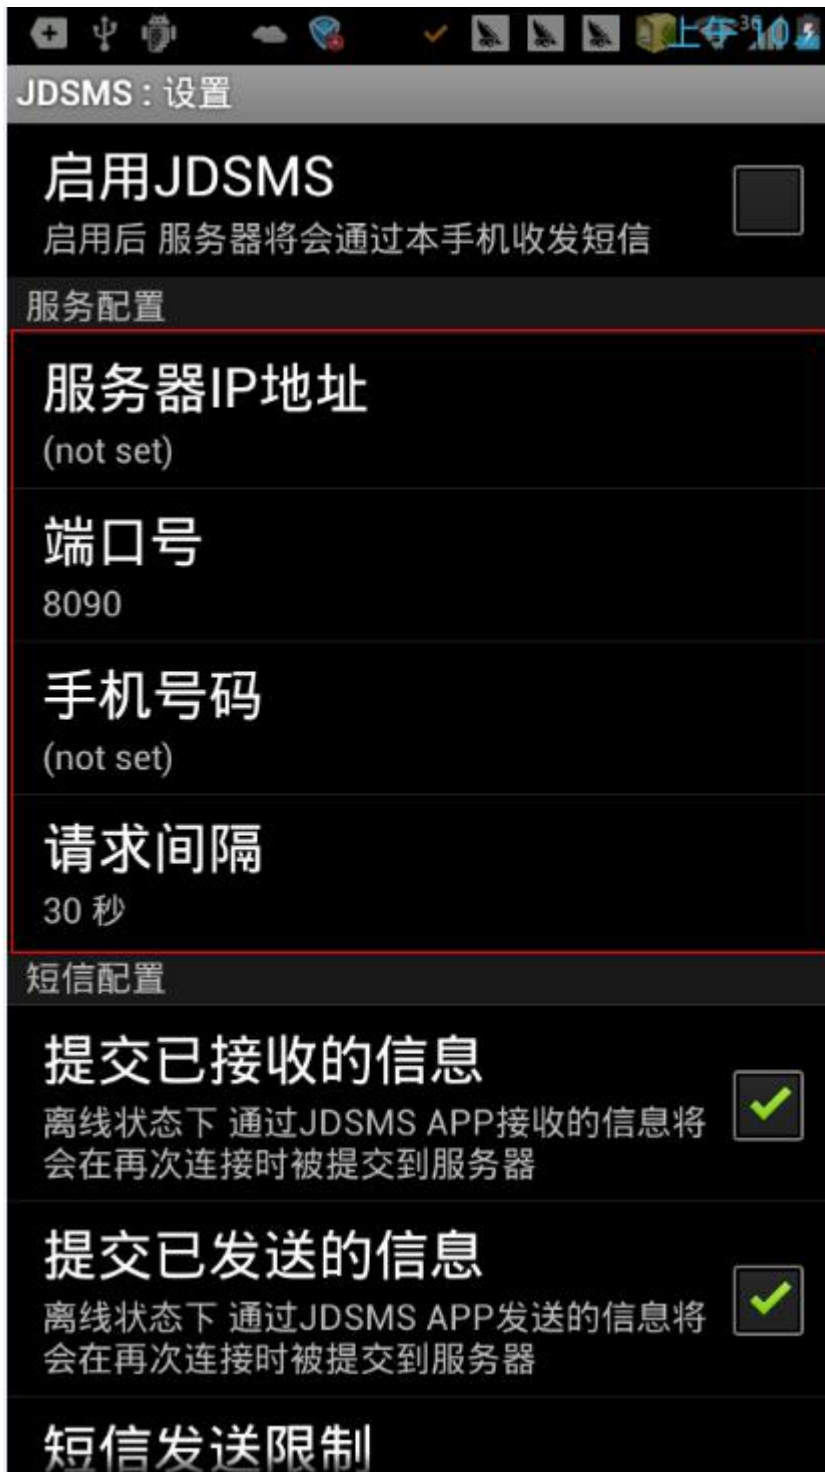 JDSMS : 设置
启用JDSMS
启用后 服务器将会通过本手机收发短信
服务配置
服务器IP地址
(not set)
端口号
8090
手机号码
(not set)
请求间隔
30 秒
短信配置
提交已接收的信息
离线状态下 通过JDSMS APP接收的信息将
会在再次连接时被提交到服务器
提交已发送的信息
离线状态下 通过JDSMS APP发送的信息将
会在再次连接时被提交到服务器
短信发送限制